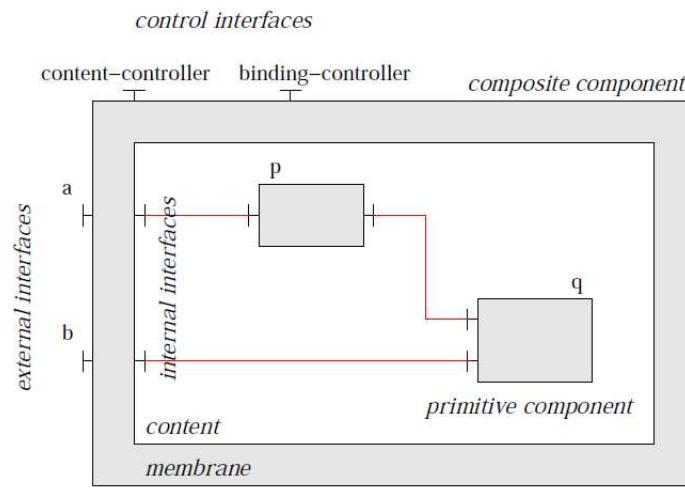 control interfaces
content-controller
binding-controller
composite component
p
a
external interfaces
internal interfaces
q
b
primitive component
content
membrane